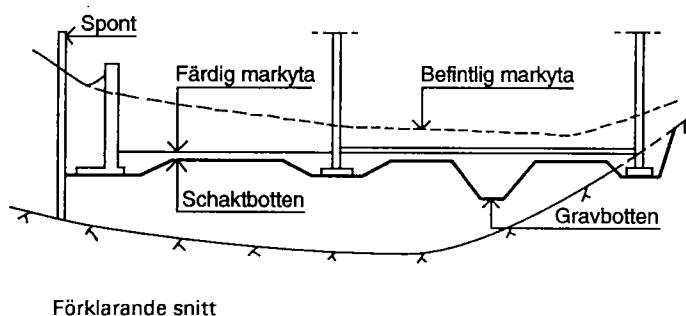 Spont
Färdig markyta
Befintlig markyta
Schaktbotten
Gravbotten
Förklarande snitt